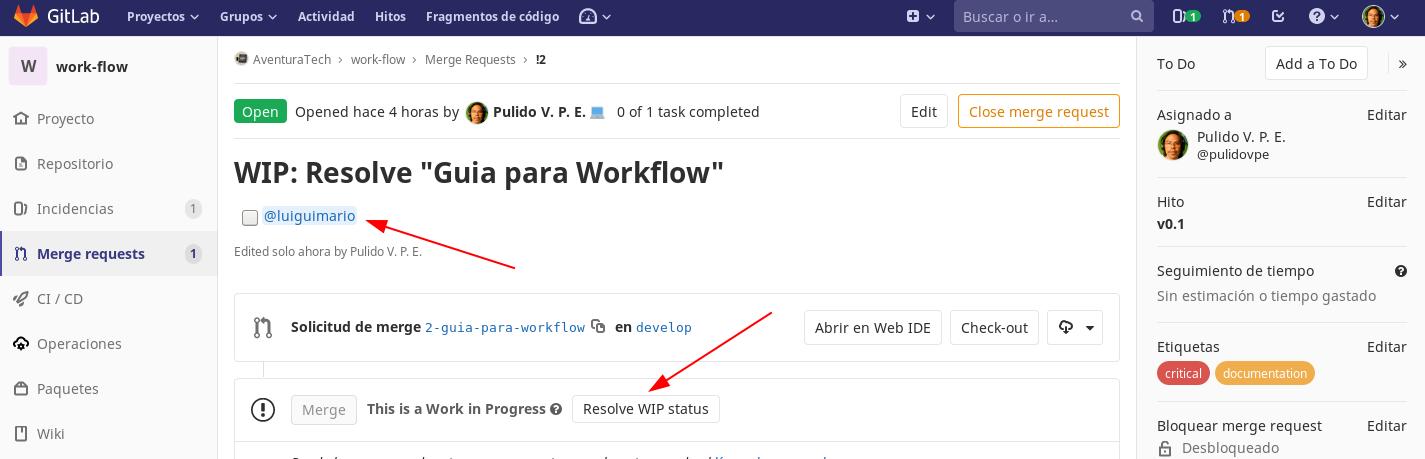 GitLab Proyectos Grupos Actividad Hitos Fragmentos de código Buscar o ir a... 1 1
W work-flow
Proyecto
Repositorio
Incidencias 1
Merge requests 1
CI / CD
Operaciones
Paquetes
Wiki
AventuraTech › work-flow › Merge Requests › !2
Open Opened hace 4 horas by Pulido V. P. E. 0 of 1 task completed Edit Close merge request
WIP: Resolve "Guia para Workflow"
@luiguimario
Edited solo ahora by Pulido V. P. E.
Solicitud de merge 2-guia-para-workflow en develop Abrir en Web IDE Check-out
Merge This is a Work in Progress Resolve WIP status
To Do Add a To Do »
Asignado a Editar
Pulido V. P. E.
@pulidovpe
Hito Editar
v0.1
Seguimiento de tiempo
Sin estimación o tiempo gastado
Etiquetas Editar
critical documentation
Bloquear merge request Editar
Desbloqueado